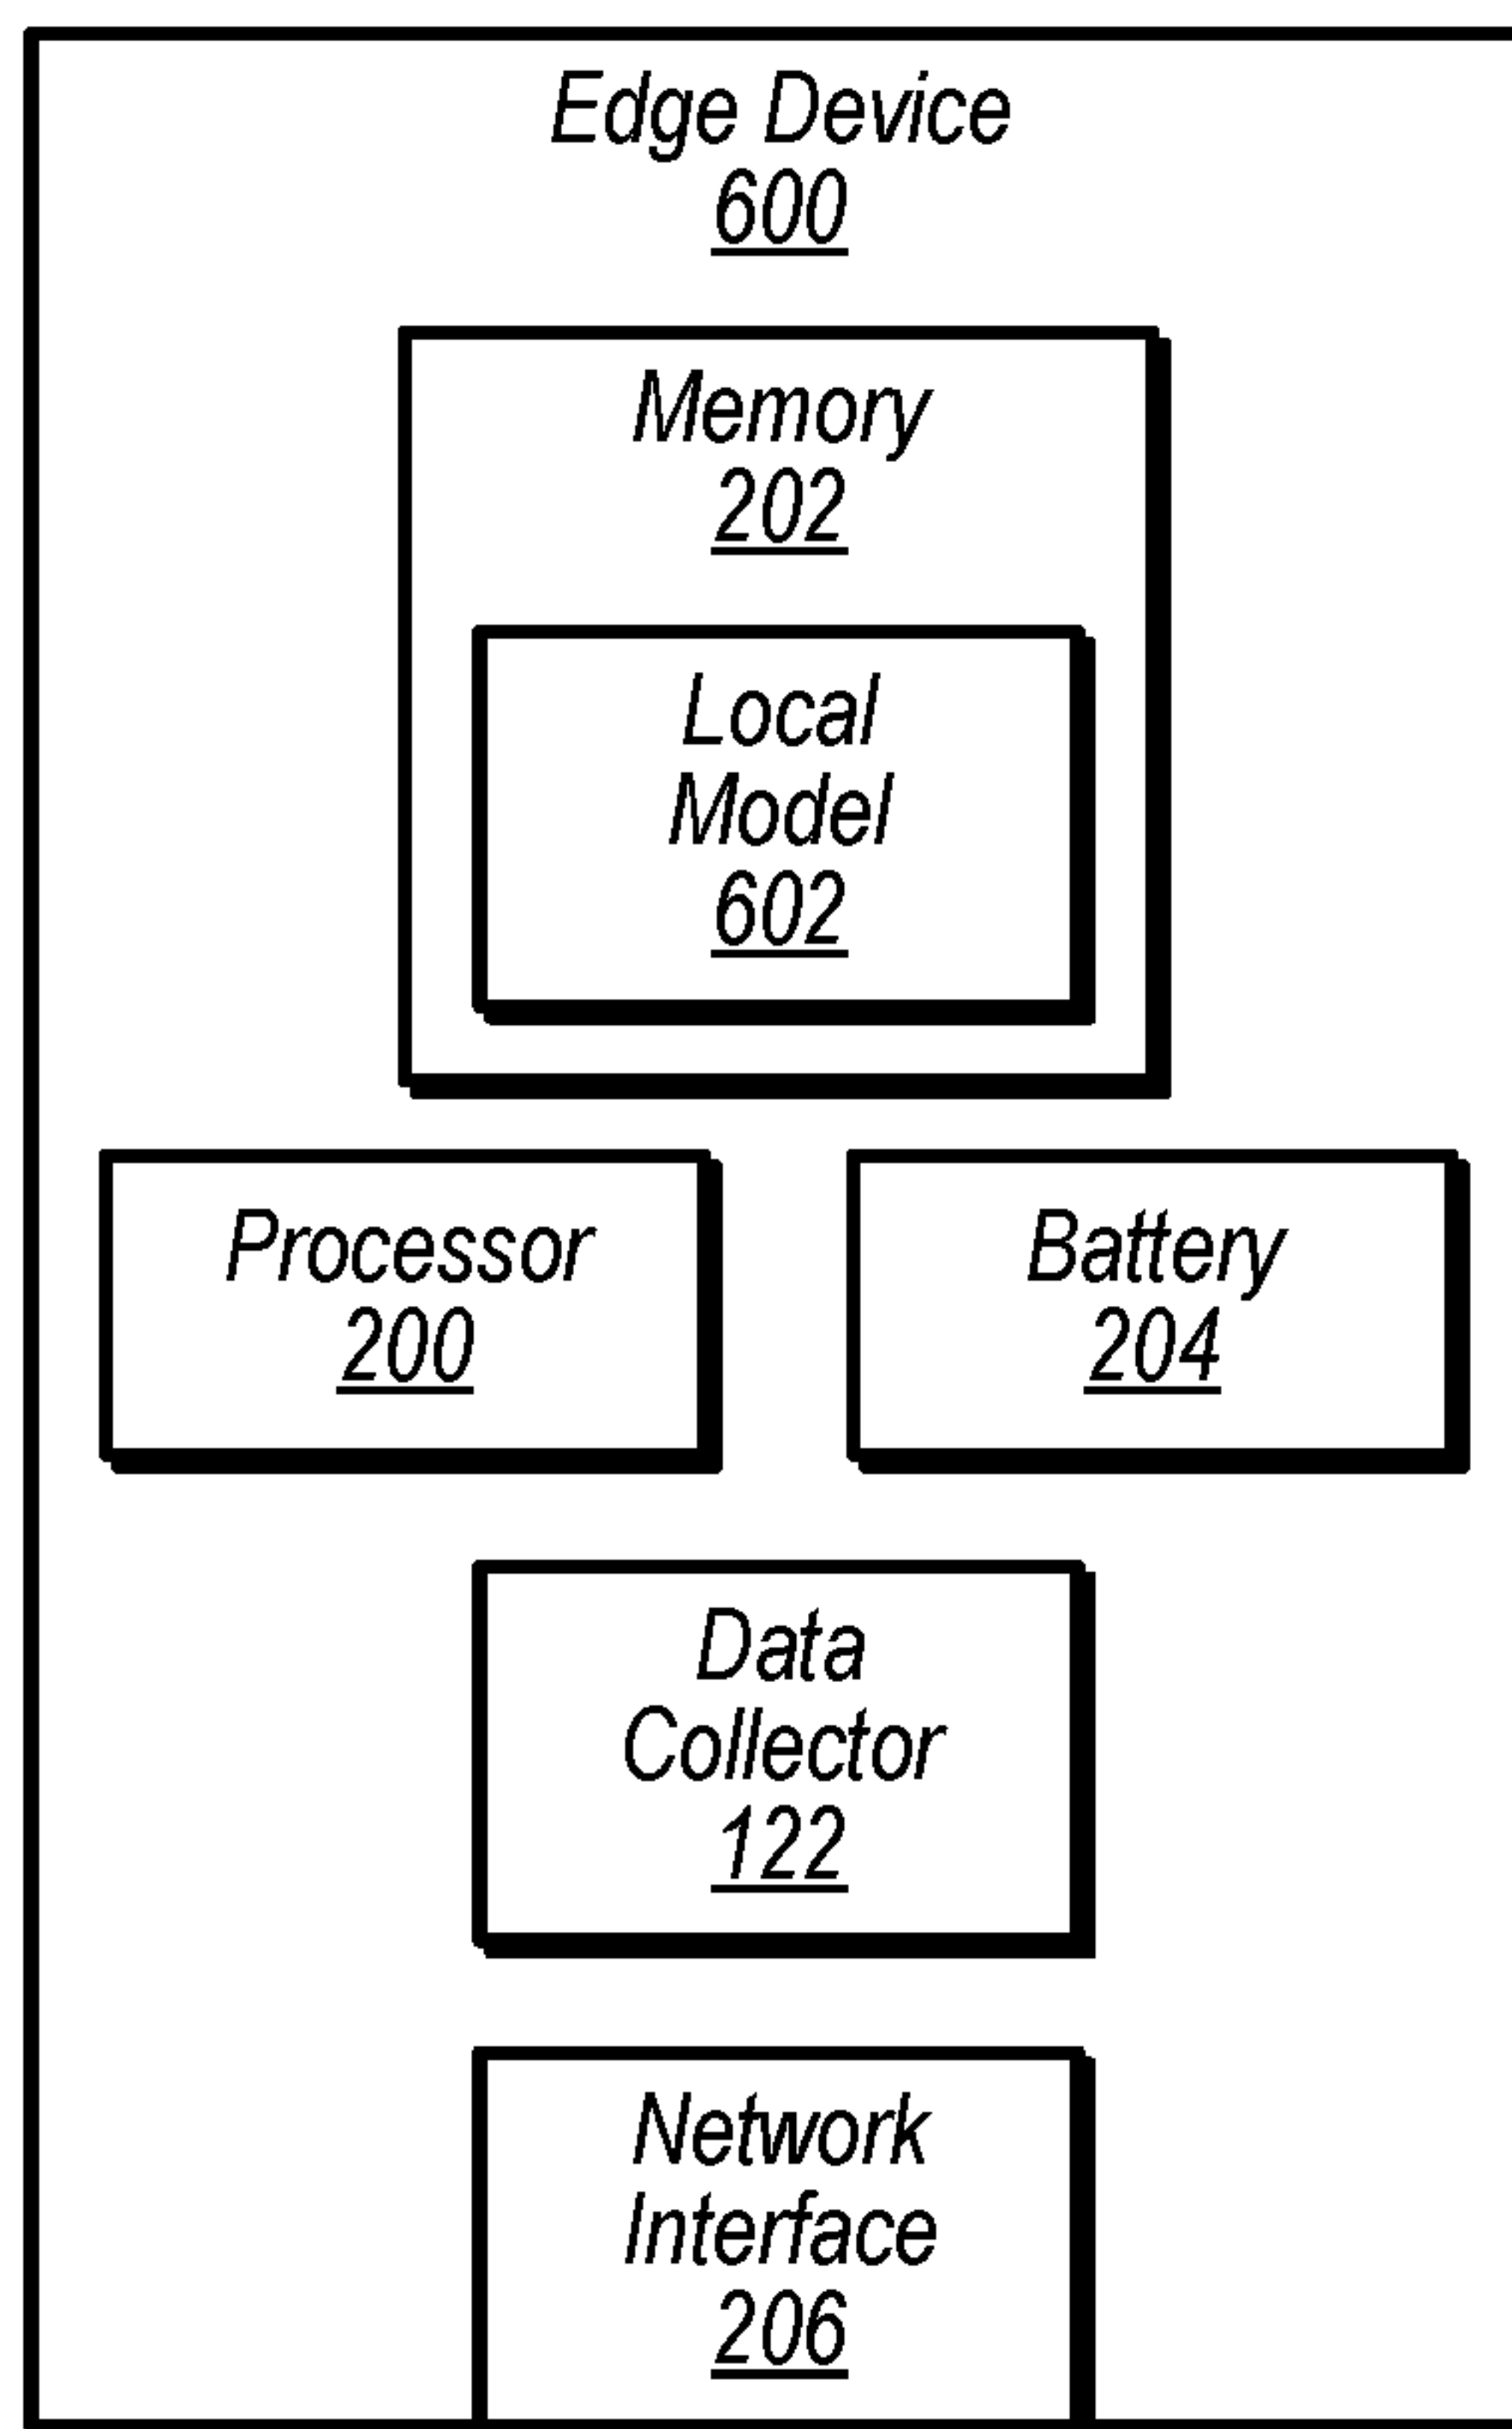 Edge Device
600
Memory
202
Local
Model
602
Processor
200
Battery
204
Data
Collector
122
Network
Interface
206